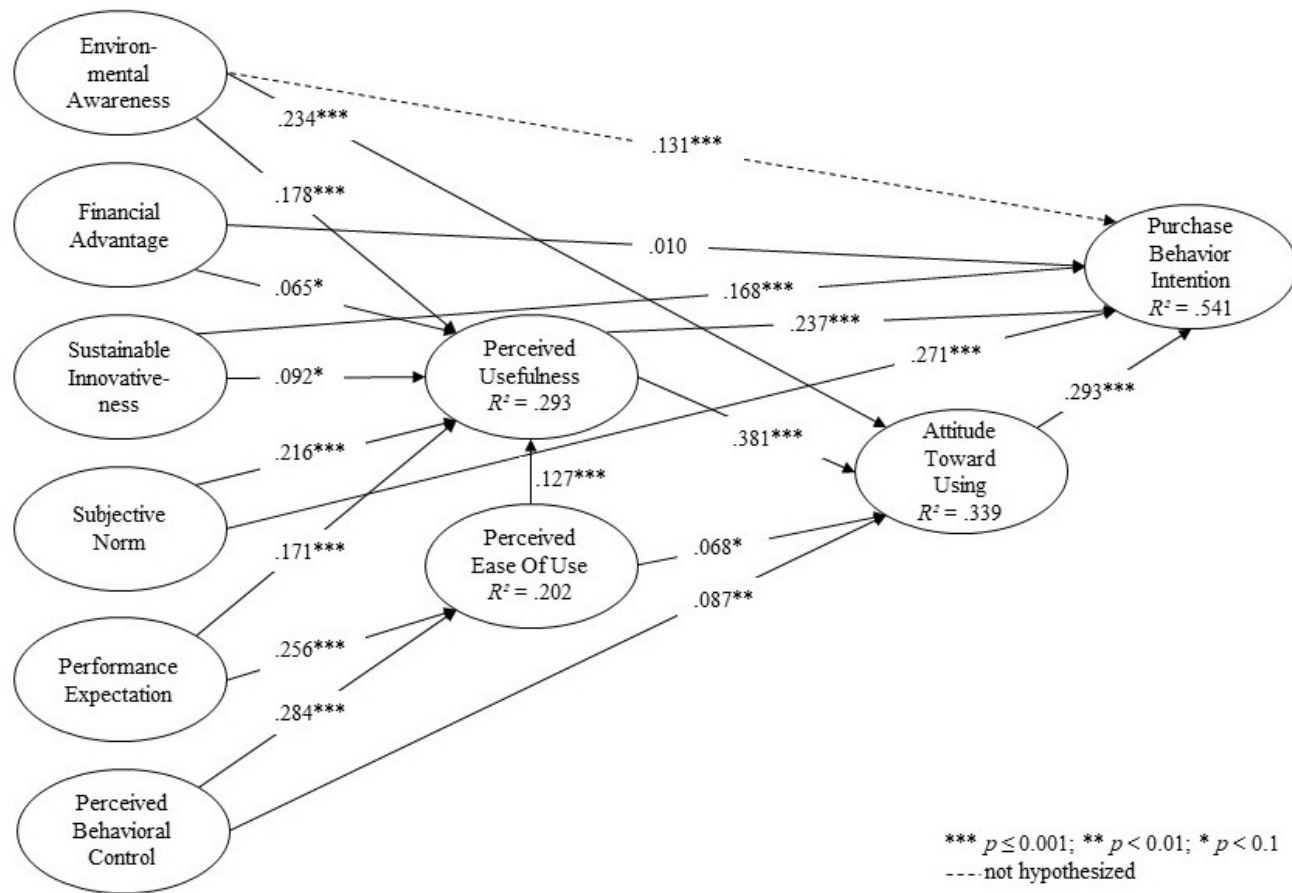 Environ-
mental
Awareness
.234***
.131***
.178***
Financial
Advantage
.010
Purchase
Behavior
Intention
R² = .541
.065*
.168***
Sustainable
Innovative-
ness
.092*
Perceived
Usefulness
R² = .293
.237***
.271***
.293***
.216***
.381***
Attitude
Toward
Using
R² = .339
Subjective
Norm
.127***
.171***
Perceived
Ease Of Use
R² = .202
.068*
.087**
Performance
Expectation
.256***
.284***
Perceived
Behavioral
Control
*** p ≤ 0.001; ** p < 0.01; * p < 0.1
---- not hypothesized